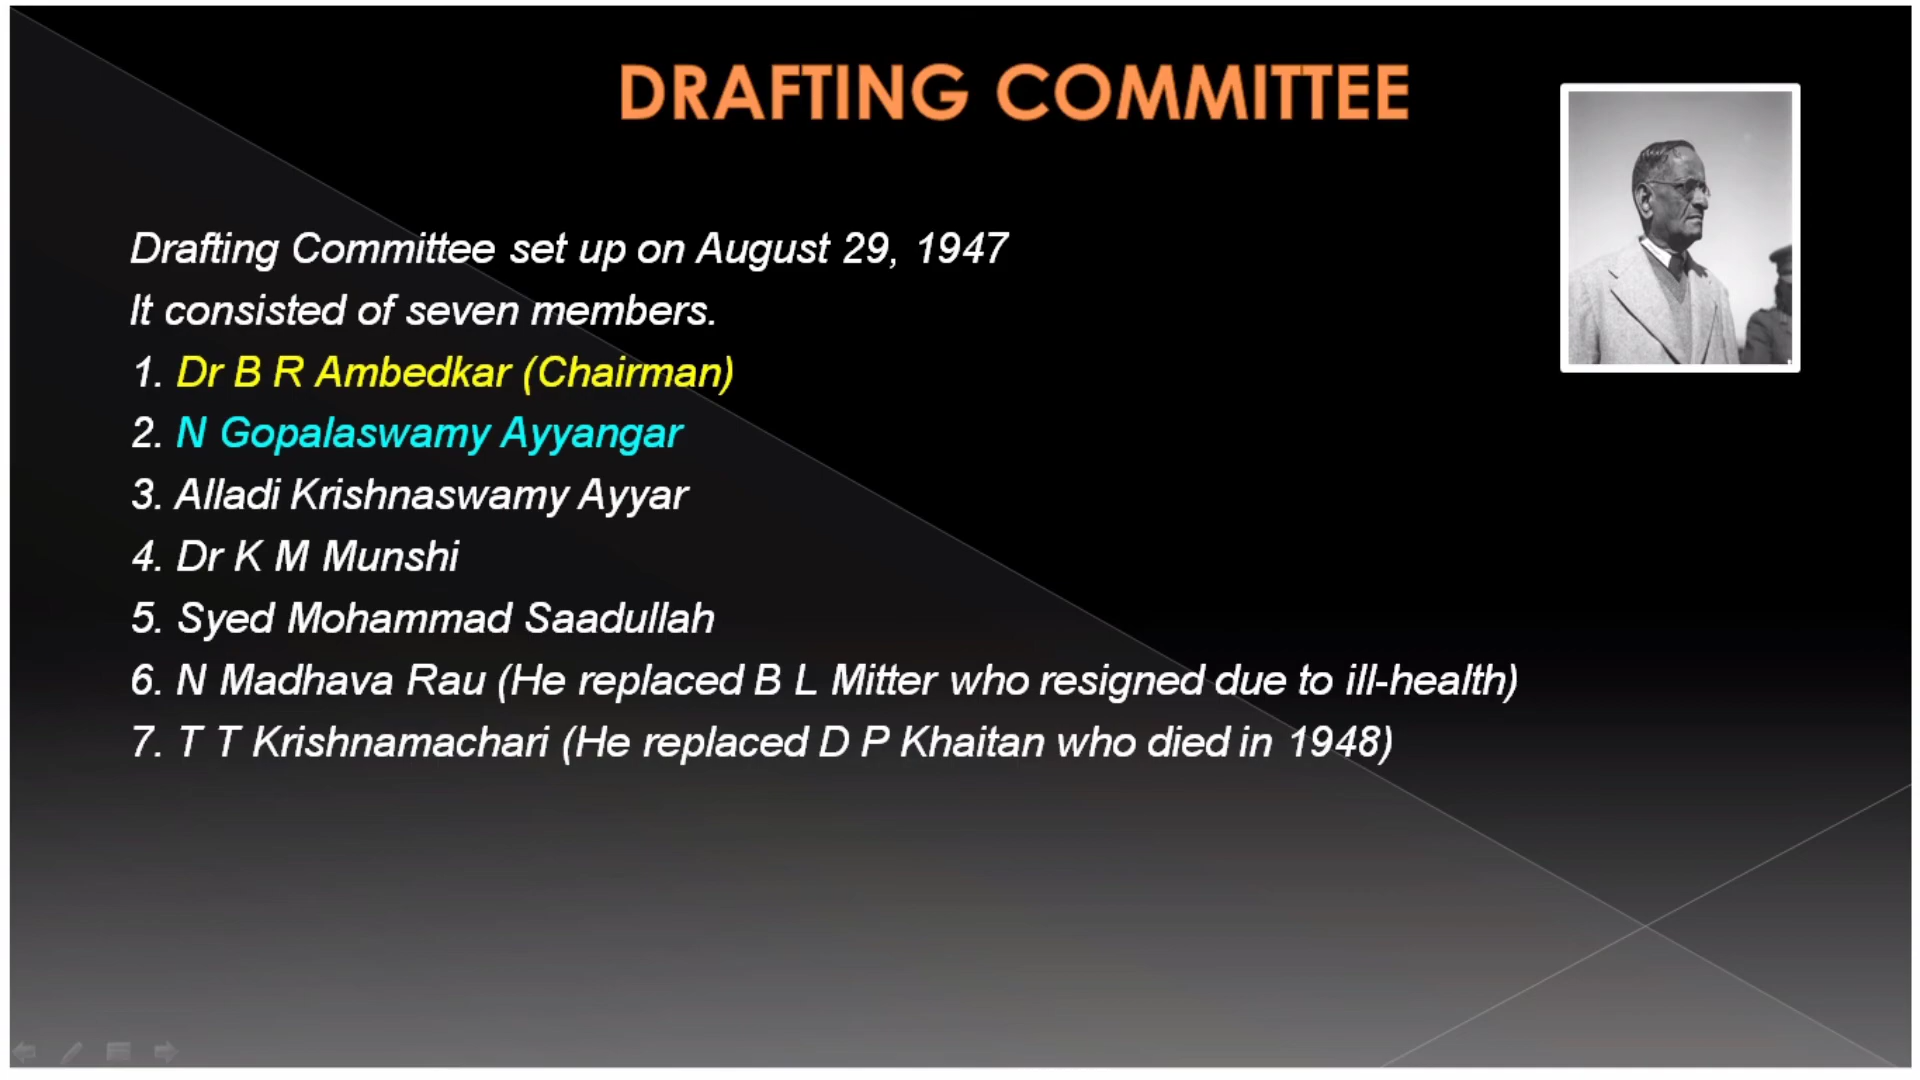 DRAFTING COMMITTEE
Drafting Committee set up on August 29, 1947
It consisted of seven members.
1. Dr B R Ambedkar (Chairman)
2. N Gopalaswamy Ayyangar
3. Alladi Krishnaswamy Ayyar
4. Dr K M Munshi
5. Syed Mohammad Saadullah
6. N Madhava Rau (He replaced B L Mitter who resigned due to ill-health)
7. T T Krishnamachari (He replaced D P Khaitan who died in 1948)